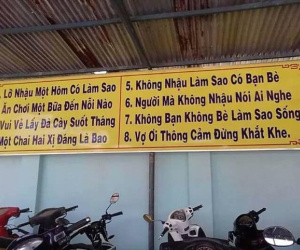 Lỡ Nhậu Một Hôm Có Làm Sao
Ăn Chơi Một Bữa Đến Nỗi Nào
Vui Vẻ Lấy Đà Cày Suốt Tháng
Một Chai Hai Xị Đáng Là Bao
5. Không Nhậu Làm Sao Có Bạn Bè
6. Người Mà Không Nhậu Nói Ai Nghe
7. Không Bạn Không Bè Làm Sao Sống
8. Vợ Ơi Thông Cảm Đừng Khắt Khe.